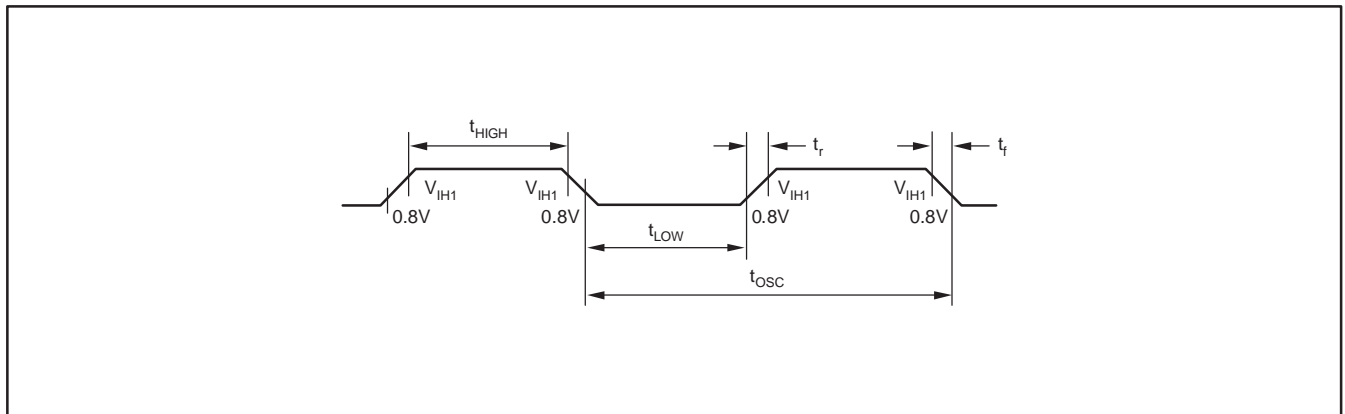 tHIGH
tr
tf
VIH1 VIH1 VIH1 VIH1
0.8V 0.8V 0.8V 0.8V
tLOW
tOSC